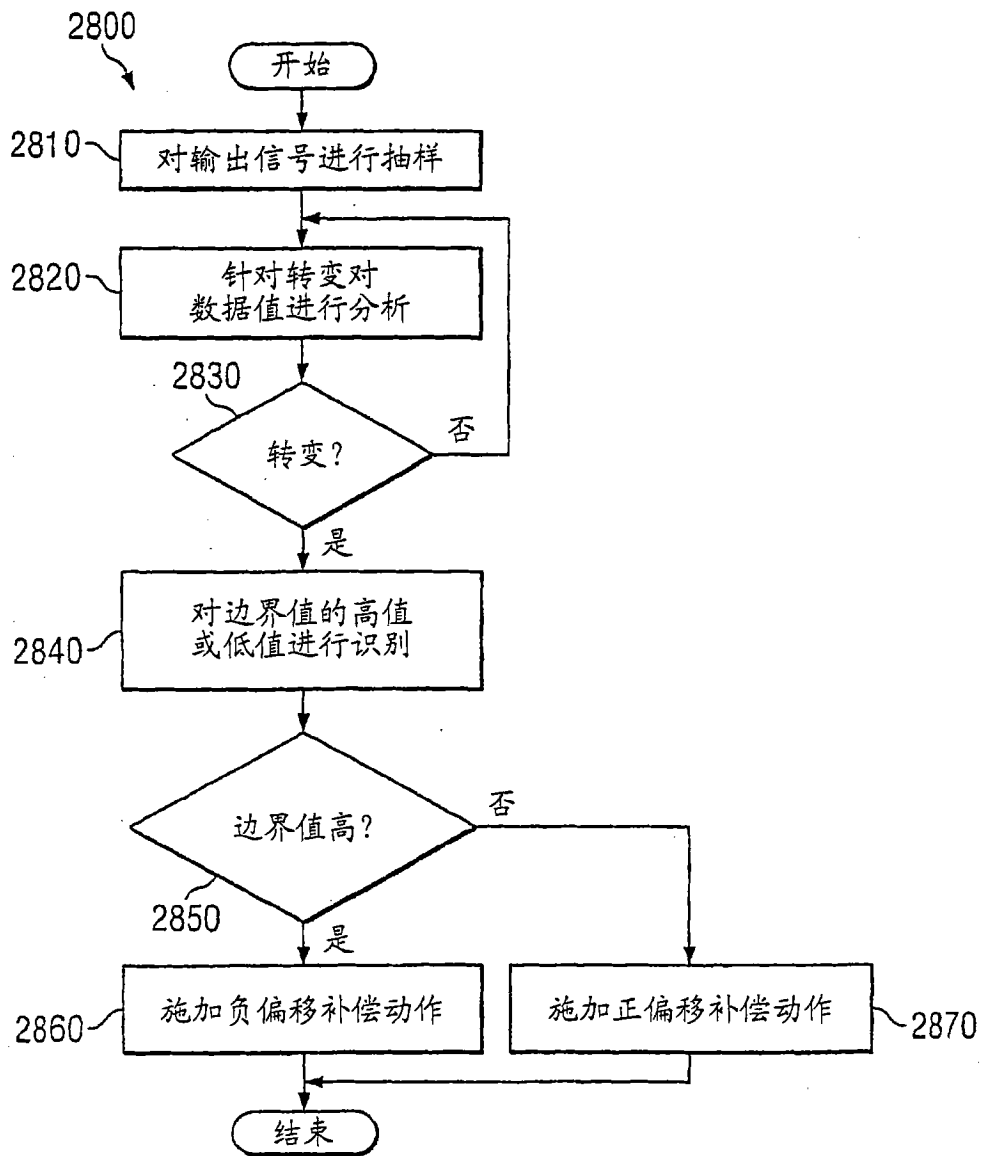 2800
开始
2810
对输出信号进行抽样
2820
针对转变对
数据值进行分析
2830
转变?
否
是
2840
对边界值的高值
或低值进行识别
边界值高?
否
2850
是
2860
施加负偏移补偿动作
施加正偏移补偿动作
2870
结束